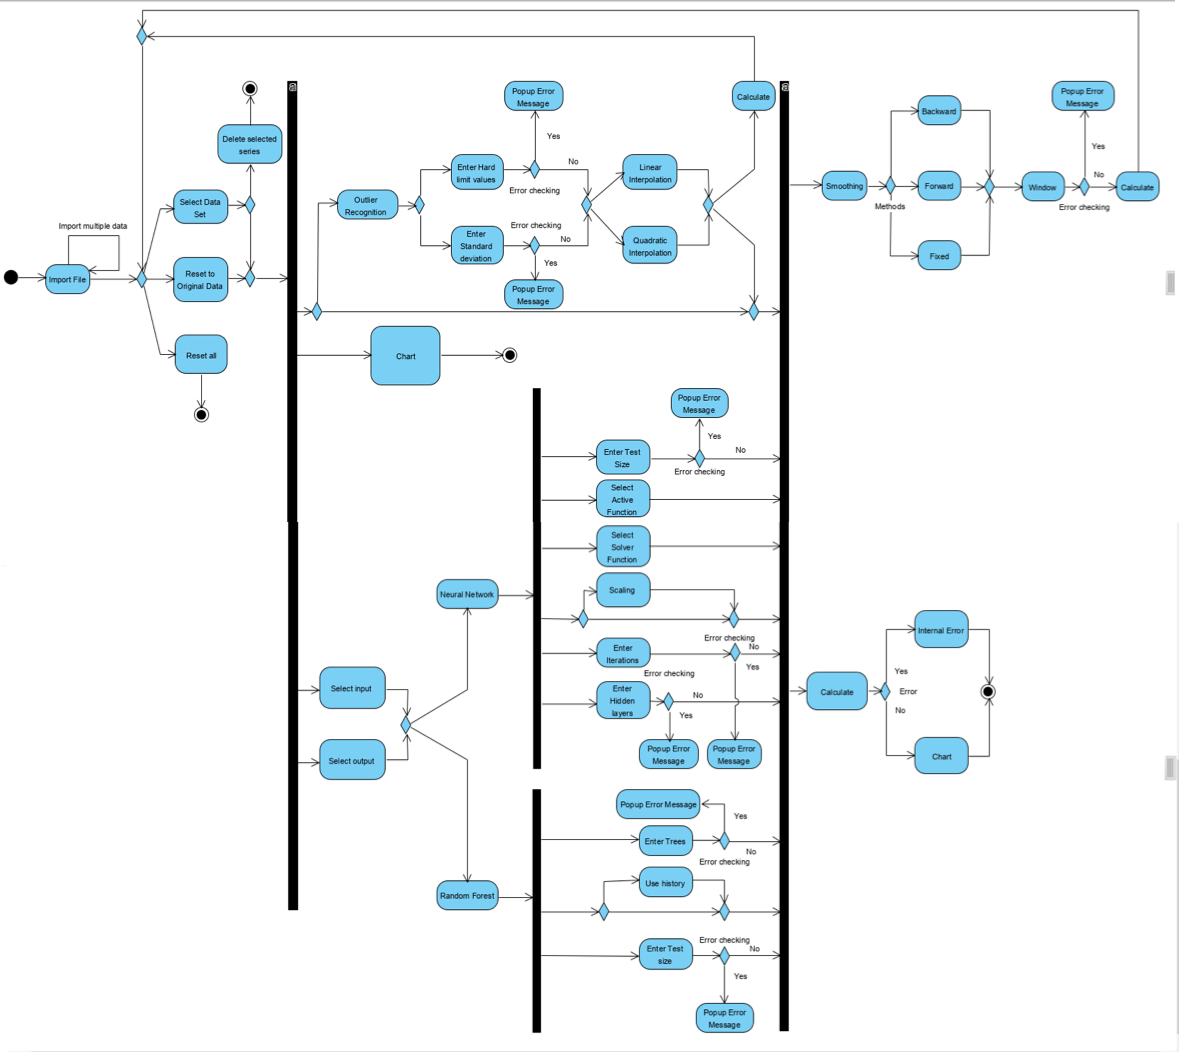 Import multiple data
Import File
Select Data
Set
Reset to
Original Data
Reset all
Delete selected
series
Outlier
Recognition
Enter Hard
limit values
Enter
Standard
deviation
Popup Error
Message
Yes
No
Error checking
Error checking
No
Yes
Popup Error
Message
Linear
Interpolation
Quadratic
Interpolation
Calculate
Smoothing
Methods
Backward
Forward
Fixed
Window
Popup Error
Message
Yes
No
Error checking
Calculate
Chart
Popup Error
Message
Yes
No
Enter Test
Size
Error checking
Select
Active
Function
Select
Solver
Function
Neural Network
Scaling
Error checking
No
Enter
Iterations
Yes
Error checking
Enter
Hidden
layers
No
Yes
Popup Error
Message
Popup Error
Message
Select input
Select output
Random Forest
Popup Error Message
Yes
Enter Trees
No
Error checking
Use history
Error checking
Enter Test
size
No
Yes
Popup Error
Message
Calculate
Yes
Error
No
Internal Error
Chart